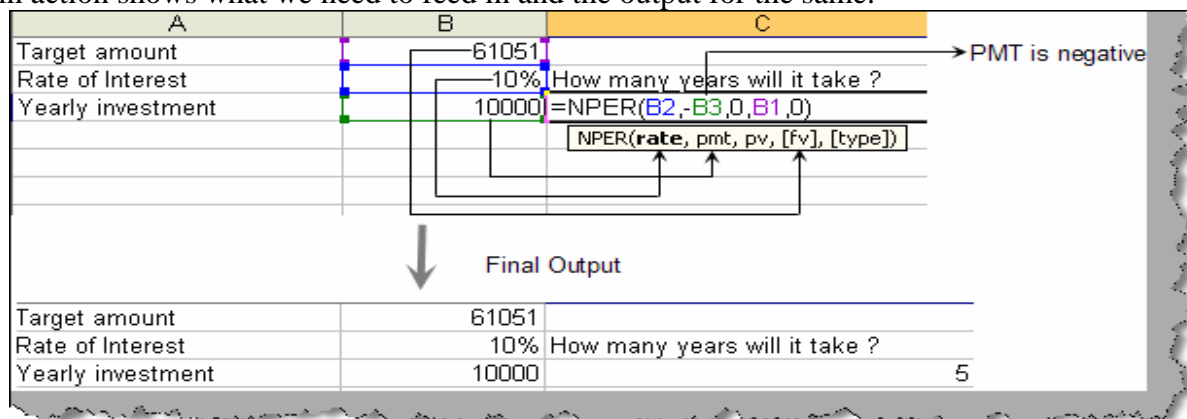 in action shows what we need to feed in and the output for the same.
A B C
Target amount 61051 PMT is negative
Rate of Interest 10% How many years will it take ?
Yearly investment 10000 =NPER(B2,-B3,0,B1,0)
NPER(rate, pmt, pv, [fv], [type])
Final Output
Target amount 61051
Rate of Interest 10% How many years will it take ?
Yearly investment 10000 5